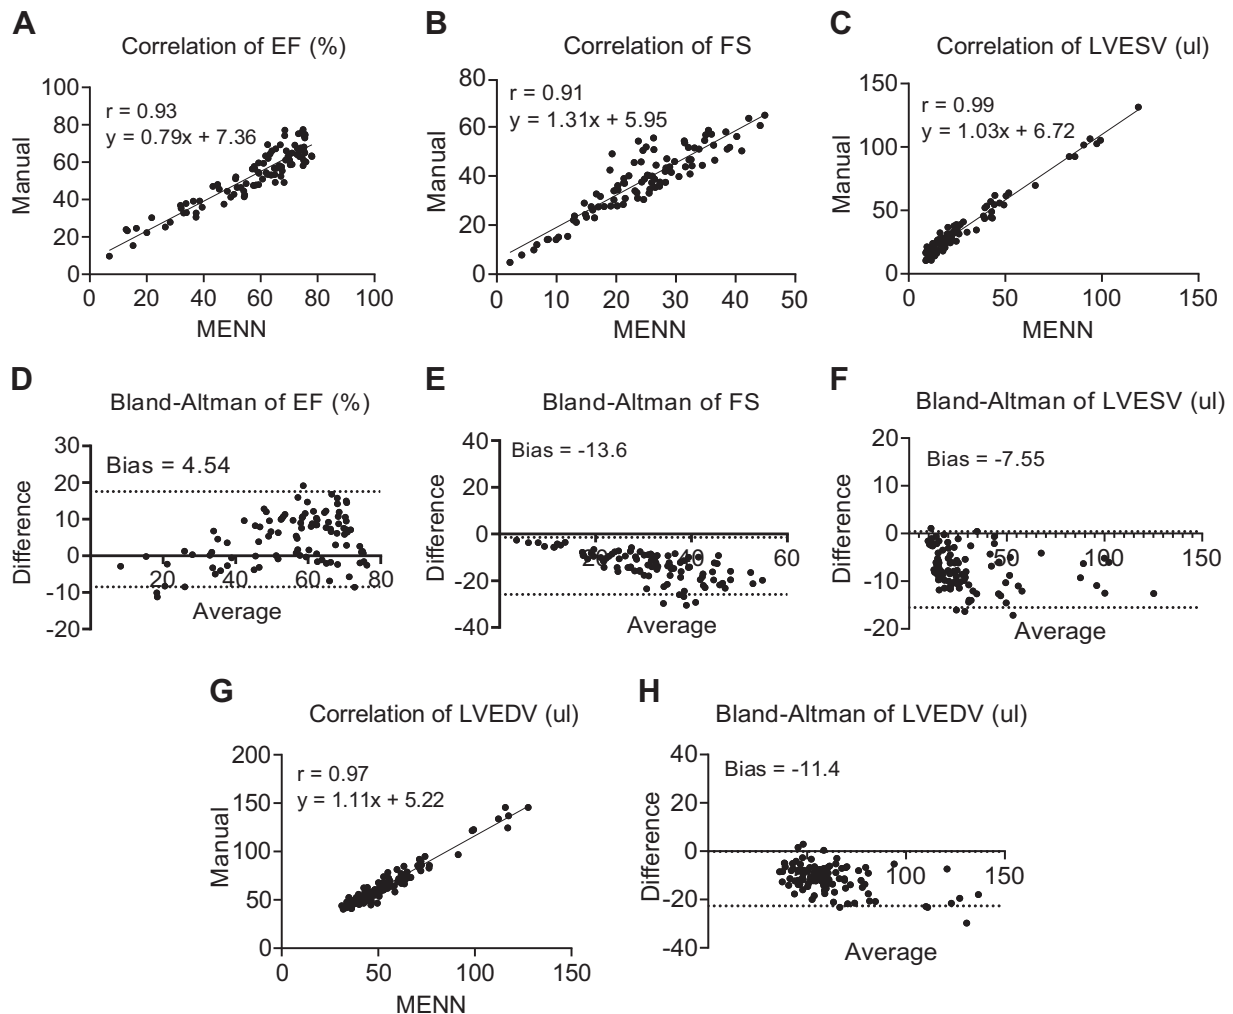 A
Correlation of EF (%)
r = 0.93
y = 0.79x + 7.36
100
80
60
40
20
0
Manual
0 20 40 60 80 100
MENN
B
Correlation of FS
r = 0.91
y = 1.31x + 5.95
80
60
40
20
0
Manual
0 10 20 30 40 50
MENN
C
Correlation of LVESV (ul)
r = 0.99
y = 1.03x + 6.72
150
100
50
0
Manual
0 50 100 150
MENN
D
Bland-Altman of EF (%)
Bias = 4.54
30
20
10
0
-10
-20
Difference
20 40 60 80
Average
E
Bland-Altman of FS
Bias = -13.6
40
20
0
-20
-40
Difference
20 40 60
Average
F
Bland-Altman of LVESV (ul)
Bias = -7.55
20
10
0
-10
-20
Difference
50 100 150
Average
G
Correlation of LVEDV (ul)
r = 0.97
y = 1.11x + 5.22
200
150
100
50
0
Manual
0 50 100 150
MENN
H
Bland-Altman of LVEDV (ul)
Bias = -11.4
40
20
0
-20
-40
Difference
100 150
Average